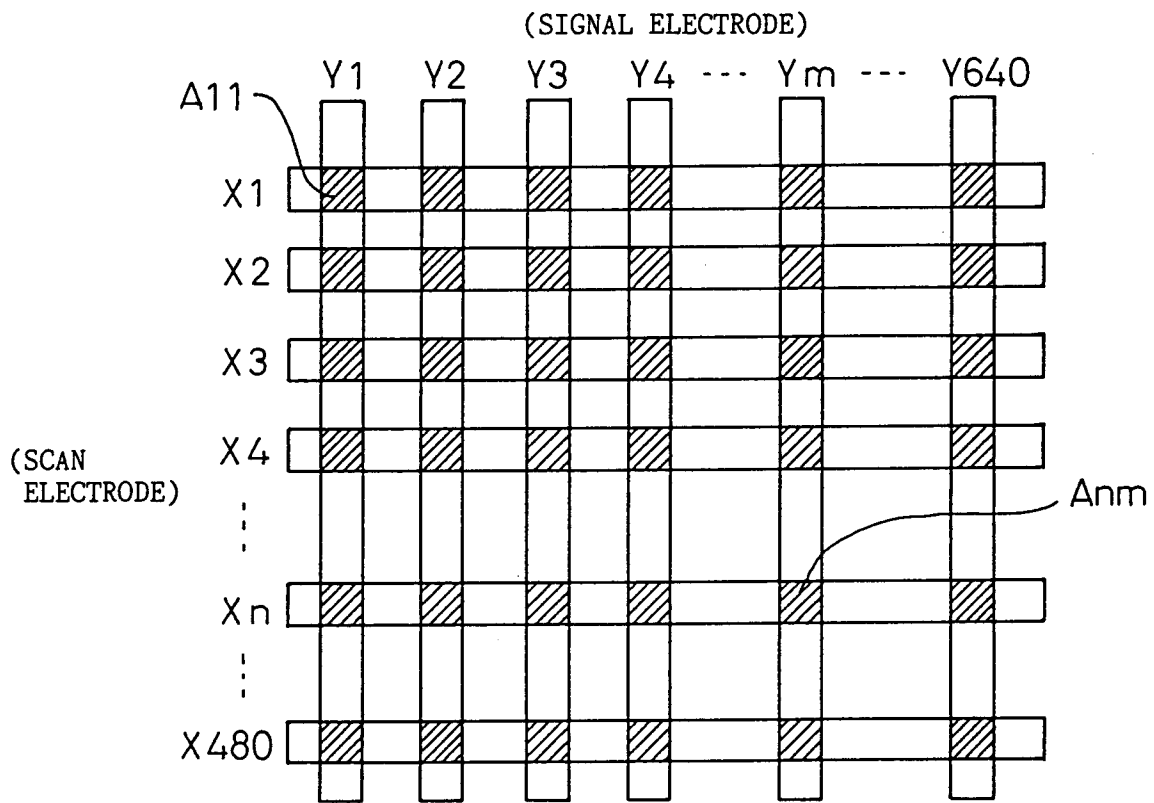 (SIGNAL ELECTRODE)
Y1 Y2 Y3 Y4 --- Ym --- Y640
A11
X1
X2
X3
X4
(SCAN
ELECTRODE)
Anm
Xn
X480